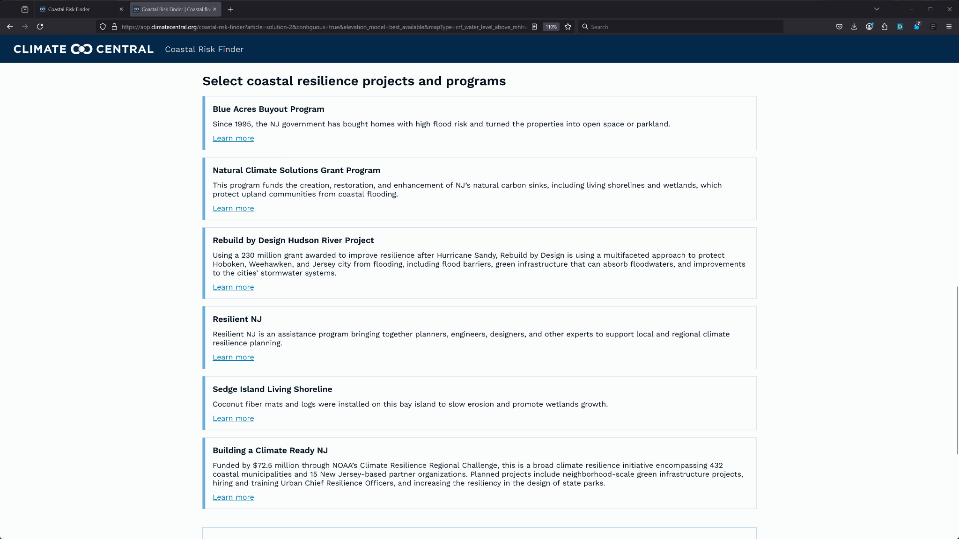 Coastal Risk Finder
Coastal Risk Finder | Coastal Ri
https://app.climatecentral.org/coastal-risk-finder?article=solution-2&contiguous=true&elevation_model=best_available&mapType=crf_water_level_above_mhhw
110%
Search
CLIMATE CENTRAL
Coastal Risk Finder
Select coastal resilience projects and programs
Blue Acres Buyout Program
Since 1995, the NJ government has bought homes with high flood risk and turned the properties into open space or parkland.
Learn more
Natural Climate Solutions Grant Program
This program funds the creation, restoration, and enhancement of NJ's natural carbon sinks, including living shorelines and wetlands, which
protect upland communities from coastal flooding.
Learn more
Rebuild by Design Hudson River Project
Using a 230 million grant awarded to improve resilience after Hurricane Sandy, Rebuild by Design is using a multifaceted approach to protect
Hoboken, Weehawken, and Jersey city from flooding, including flood barriers, green infrastructure that can absorb floodwaters, and improvements
to the cities' stormwater systems.
Learn more
Resilient NJ
Resilient NJ is an assistance program bringing together planners, engineers, designers, and other experts to support local and regional climate
resilience planning.
Learn more
Sedge Island Living Shoreline
Coconut fiber mats and logs were installed on this bay island to slow erosion and promote wetlands growth.
Learn more
Building a Climate Ready NJ
Funded by $72.5 million through NOAA's Climate Resilience Regional Challenge, this is a broad climate resilience initiative encompassing 432
coastal municipalities and 15 New Jersey-based partner organizations. Planned projects include neighborhood-scale green infrastructure projects,
hiring and training Urban Chief Resilience Officers, and increasing the resiliency in the design of state parks.
Learn more